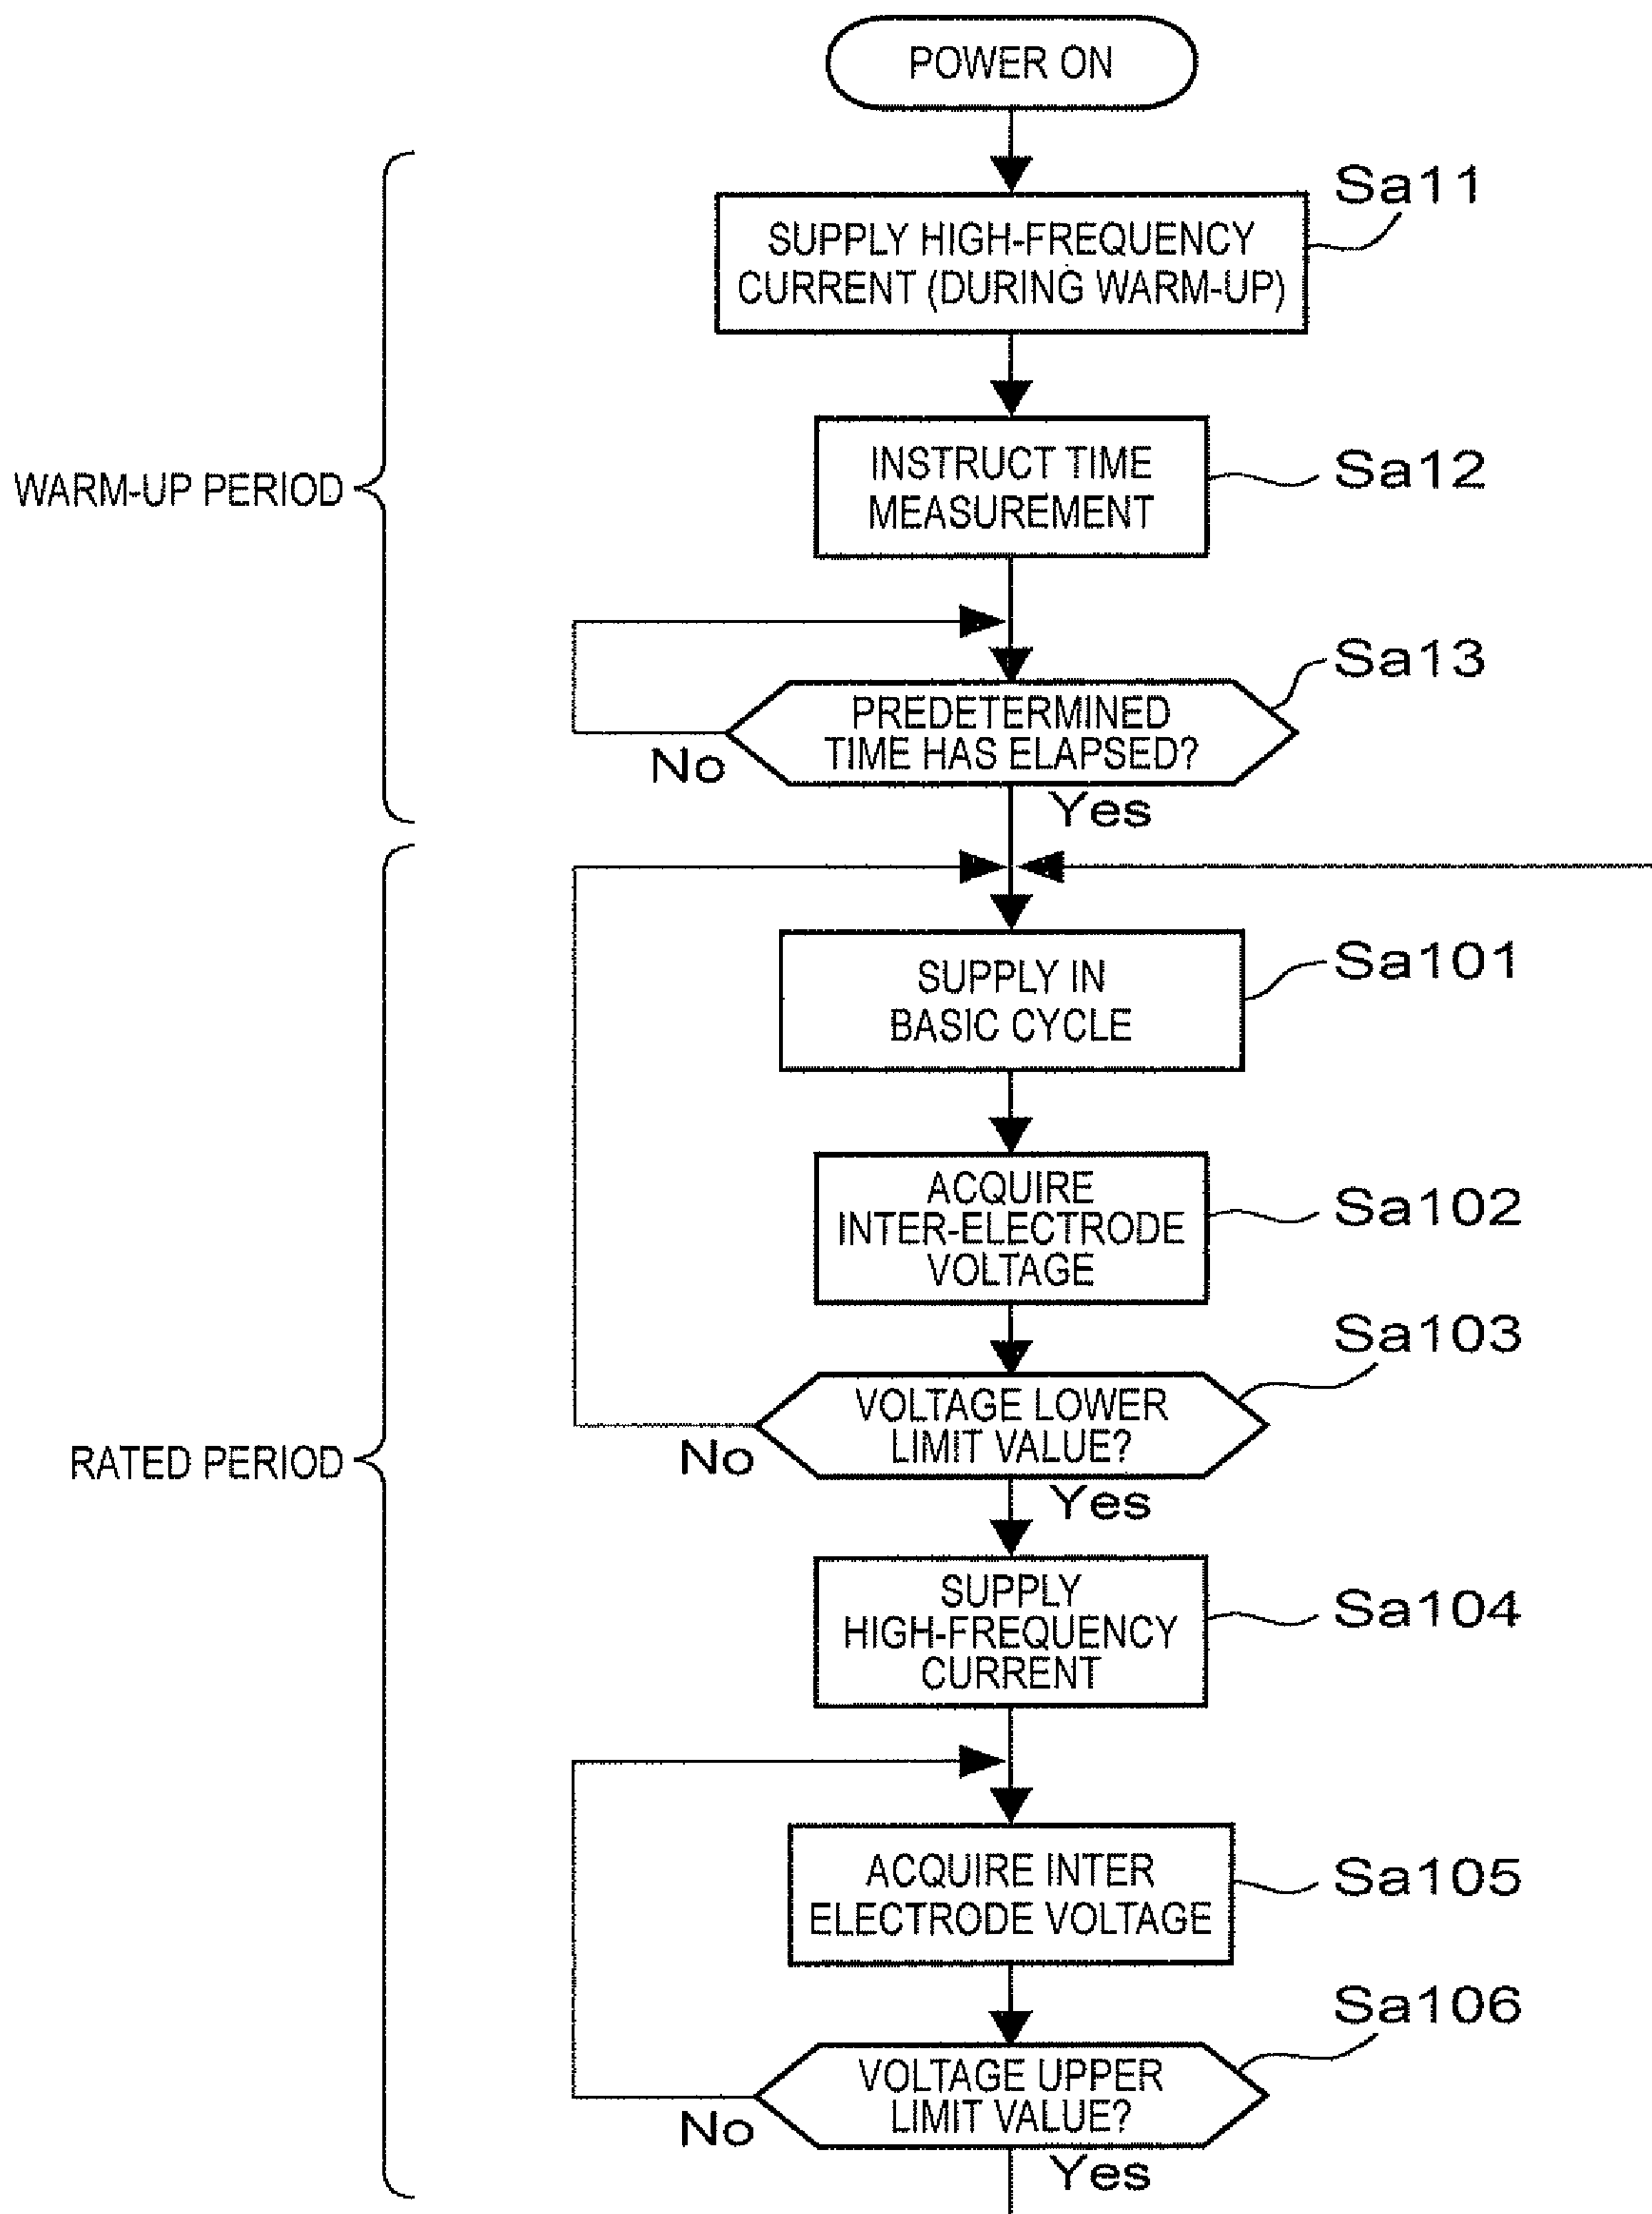 POWER ON
Sa11
SUPPLY HIGH-FREQUENCY
CURRENT (DURING WARM-UP)
INSTRUCT TIME
MEASUREMENT
Sa12
WARM-UP PERIOD
Sa13
PREDETERMINED
TIME HAS ELAPSED?
No
Yes
Sa101
SUPPLY IN
BASIC CYCLE
ACQUIRE
INTER-ELECTRODE
VOLTAGE
Sa102
Sa103
VOLTAGE LOWER
LIMIT VALUE?
No
RATED PERIOD
Yes
SUPPLY
HIGH-FREQUENCY
CURRENT
Sa104
ACQUIRE INTER
ELECTRODE VOLTAGE
Sa105
Sa106
VOLTAGE UPPER
LIMIT VALUE?
No
Yes